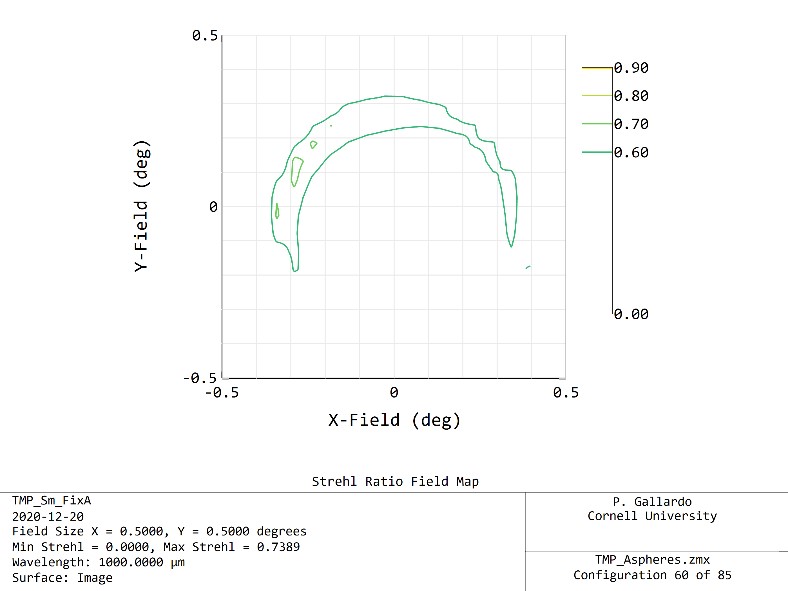 0.5
0
-0.5
Y-Field (deg)
-0.5
0
0.5
X-Field (deg)
0.90
0.80
0.70
0.60
0.00
Strehl Ratio Field Map
TMP_Sm_FixA
2020-12-20
Field Size X = 0.5000, Y = 0.5000 degrees
Min Strehl = 0.0000, Max Strehl = 0.7389
Wavelength: 1000.0000 μm
Surface: Image
P. Gallardo
Cornell University
TMP_Aspheres.zmx
Configuration 60 of 85